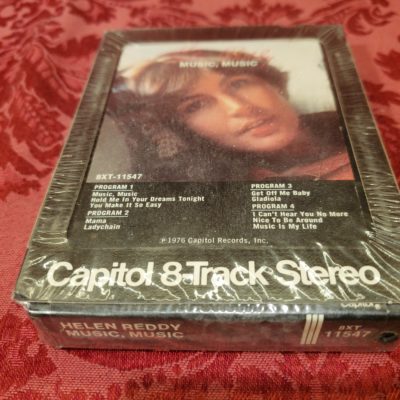 MUSIC, MUSIC
8XT-11547
PROGRAM 1
Music, Music
Hold Me In Your Dreams Tonight
You Make It So Easy
PROGRAM 2
Mama
Ladychain
PROGRAM 3
Get Off Me Baby
Gladiola
PROGRAM 4
I Can't Hear You No More
Nice To Be Around
Music Is My Life
℗ 1976 Capitol Records, Inc.
Capitol 8-Track Stereo
Capitol
HELEN REDDY
MUSIC, MUSIC
8XT
11547